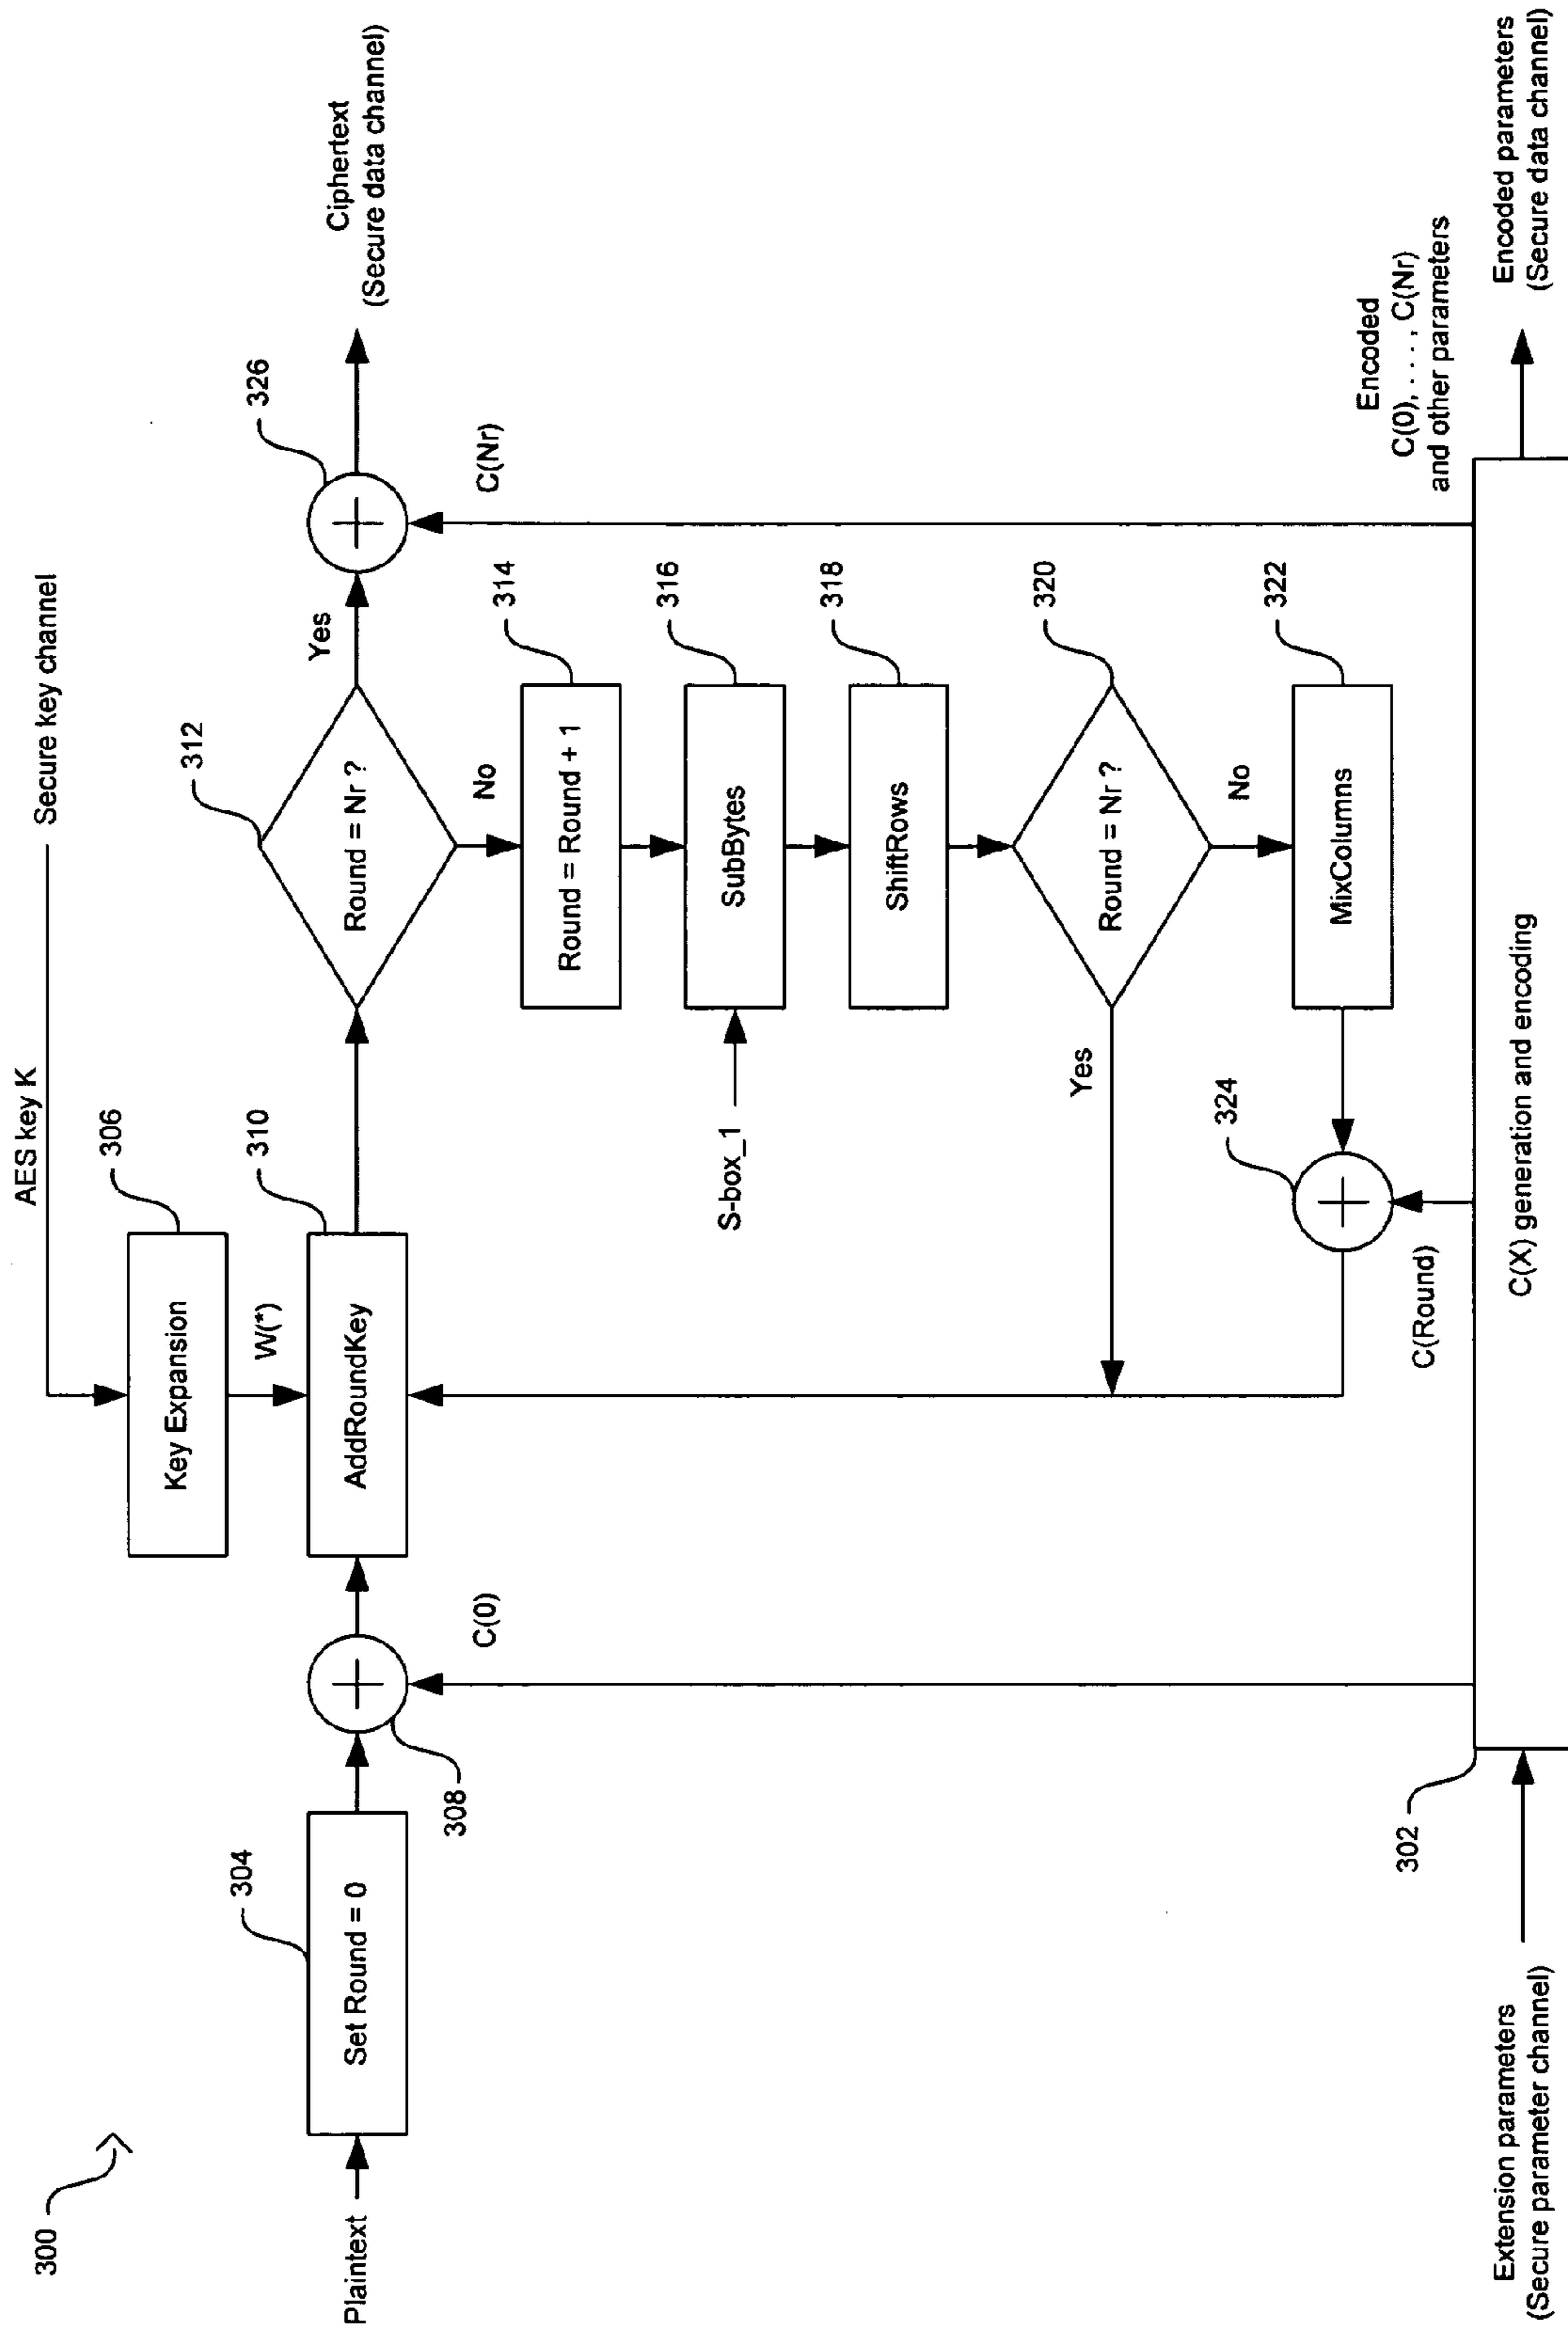 300
AES key K
Secure key channel
306
Key Expansion
W(*)
304
310
312
326
Plaintext
Set Round = 0
AddRoundKey
Round = Nr ?
Yes
Ciphertext
(Secure data channel)
308
C(0)
No
C(Nr)
314
Round = Round + 1
316
S-box_1
SubBytes
318
ShiftRows
320
Yes
Round = Nr ?
No
322
324
MixColumns
C(Round)
302
Encoded
C(0), . . . , C(Nr)
and other parameters
Extension parameters
(Secure parameter channel)
C(X) generation and encoding
Encoded parameters
(Secure data channel)